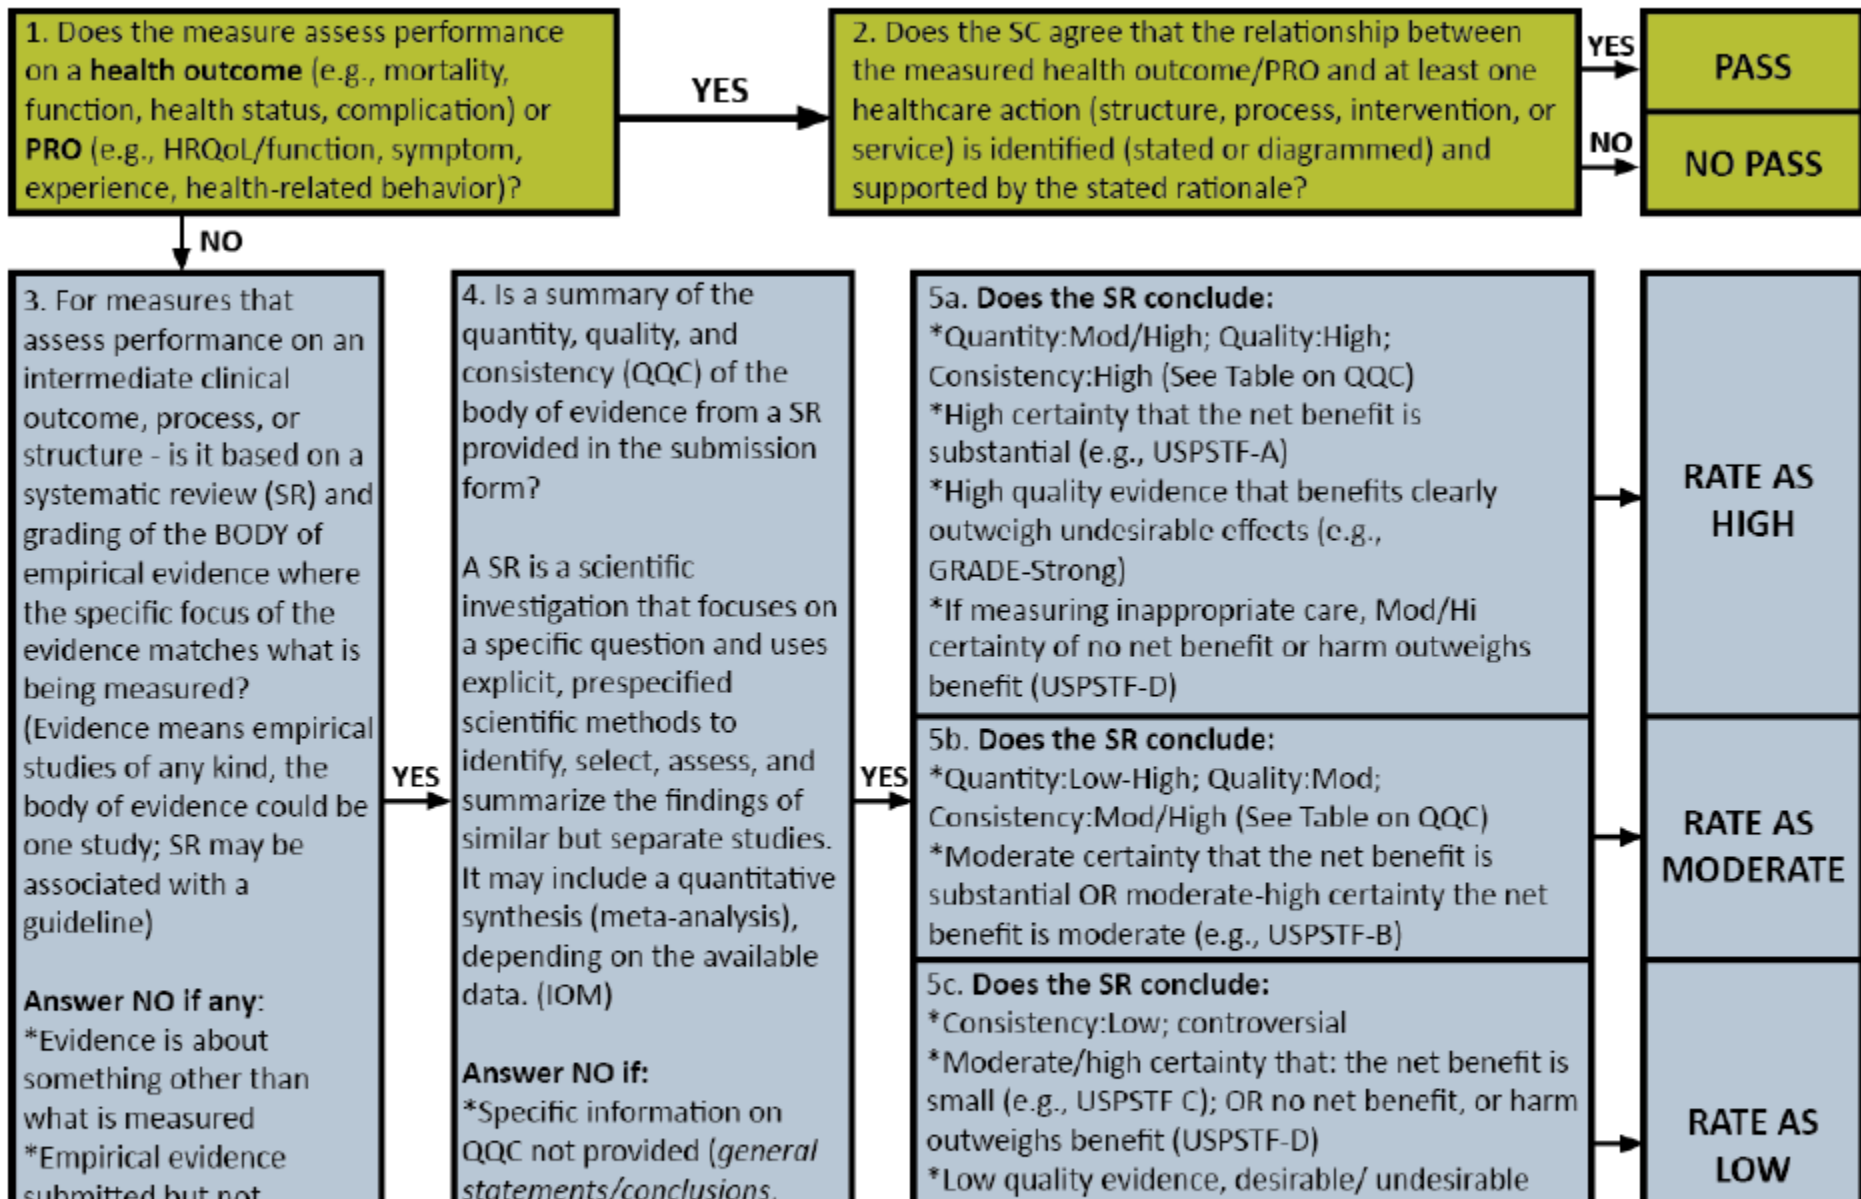 1. Does the measure assess performance
on a health outcome (e.g., mortality,
function, health status, complication) or
PRO (e.g., HRQoL/function, symptom,
experience, health-related behavior)?
YES
2. Does the SC agree that the relationship between
the measured health outcome/PRO and at least one
healthcare action (structure, process, intervention, or
service) is identified (stated or diagrammed) and
supported by the stated rationale?
YES
PASS
NO
NO PASS
NO
3. For measures that
assess performance on an
intermediate clinical
outcome, process, or
structure - is it based on a
systematic review (SR) and
grading of the BODY of
empirical evidence where
the specific focus of the
evidence matches what is
being measured?
(Evidence means empirical
studies of any kind, the
body of evidence could be
one study; SR may be
associated with a
guideline)
Answer NO if any:
*Evidence is about
something other than
what is measured
*Empirical evidence
submitted but not
YES
4. Is a summary of the
quantity, quality, and
consistency (QQC) of the
body of evidence from a SR
provided in the submission
form?
A SR is a scientific
investigation that focuses on
a specific question and uses
explicit, prespecified
scientific methods to
identify, select, assess, and
summarize the findings of
similar but separate studies.
It may include a quantitative
synthesis (meta-analysis),
depending on the available
data. (IOM)
Answer NO if:
*Specific information on
QQC not provided (general
statements/conclusions,
YES
5a. Does the SR conclude:
*Quantity:Mod/High; Quality:High;
Consistency:High (See Table on QQC)
*High certainty that the net benefit is
substantial (e.g., USPSTF-A)
*High quality evidence that benefits clearly
outweigh undesirable effects (e.g.,
GRADE-Strong)
*If measuring inappropriate care, Mod/Hi
certainty of no net benefit or harm outweighs
benefit (USPSTF-D)
RATE AS
HIGH
5b. Does the SR conclude:
*Quantity:Low-High; Quality:Mod;
Consistency:Mod/High (See Table on QQC)
*Moderate certainty that the net benefit is
substantial OR moderate-high certainty the net
benefit is moderate (e.g., USPSTF-B)
RATE AS
MODERATE
5c. Does the SR conclude:
*Consistency:Low; controversial
*Moderate/high certainty that: the net benefit is
small (e.g., USPSTF C); OR no net benefit, or harm
outweighs benefit (USPSTF-D)
*Low quality evidence, desirable/ undesirable
RATE AS
LOW